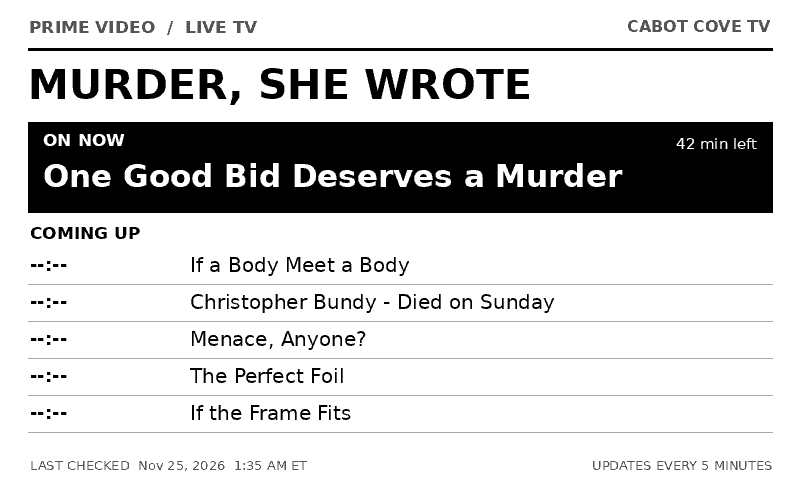 PRIME VIDEO / LIVE TV
CABOT COVE TV
MURDER, SHE WROTE
ON NOW
42 min left
One Good Bid Deserves a Murder
COMING UP
--:-- If a Body Meet a Body
--:-- Christopher Bundy - Died on Sunday
--:-- Menace, Anyone?
--:-- The Perfect Foil
--:-- If the Frame Fits
LAST CHECKED Nov 25, 2026 1:35 AM ET
UPDATES EVERY 5 MINUTES